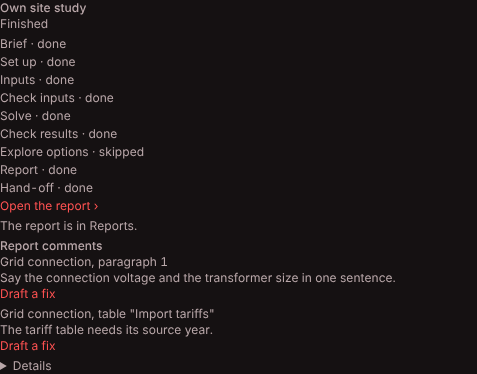 Own site study
Finished
Brief · done
Set up · done
Inputs · done
Check inputs · done
Solve · done
Check results · done
Explore options · skipped
Report · done
Hand-off · done
Open the report ›
The report is in Reports.
Report comments
Grid connection, paragraph 1
Say the connection voltage and the transformer size in one sentence.
Draft a fix
Grid connection, table "Import tariffs"
The tariff table needs its source year.
Draft a fix
▶ Details